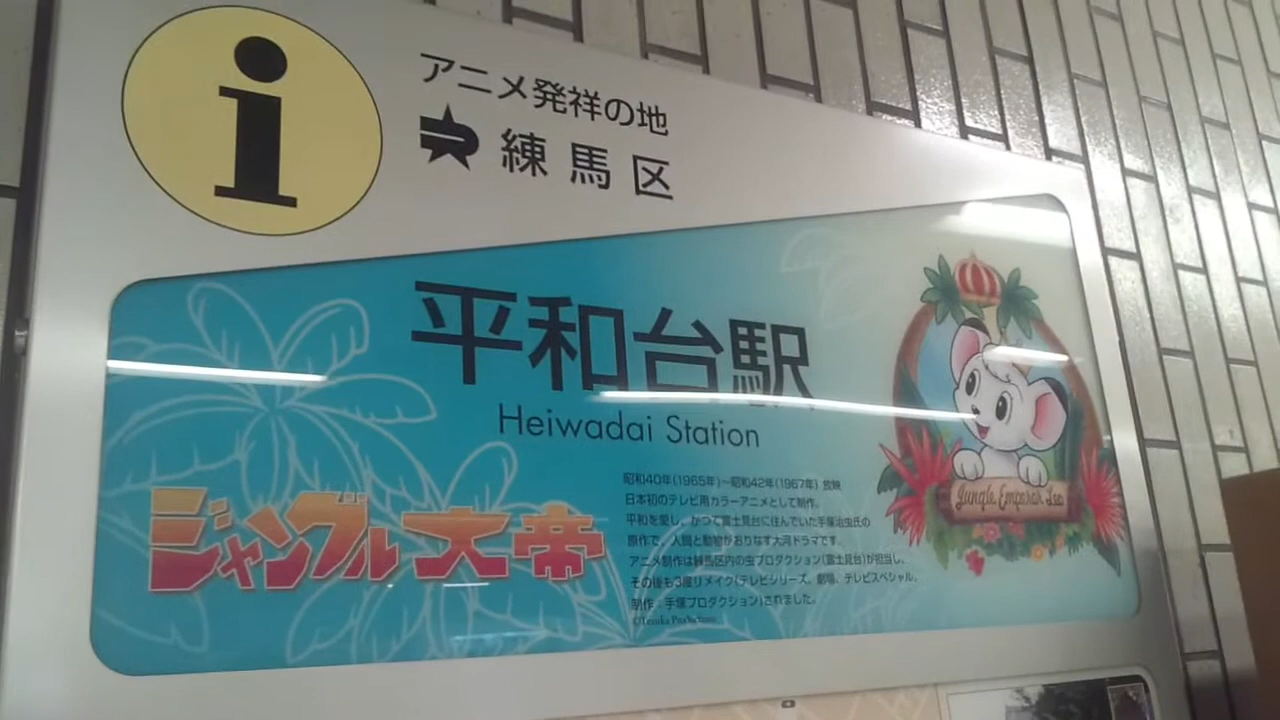 i
アニメ発祥の地
練馬区
平和台駅
Heiwadai Station
ジャングル大帝
昭和40年(1965年)~昭和42年(1967年) 放映
日本初のテレビ用カラーアニメとして制作。
平和を愛し、かつて富士見台に住んでいた手塚治虫氏の
原作で、人間と動物がおりなす大河ドラマです。
アニメ制作は練馬区内の虫プロダクション(富士見台)が担当し、
その後も3度リメイク(テレビシリーズ、劇場、テレビスペシャル、
制作:手塚プロダクション)されました。
©Tezuka Productions
Jungle Emperor Leo